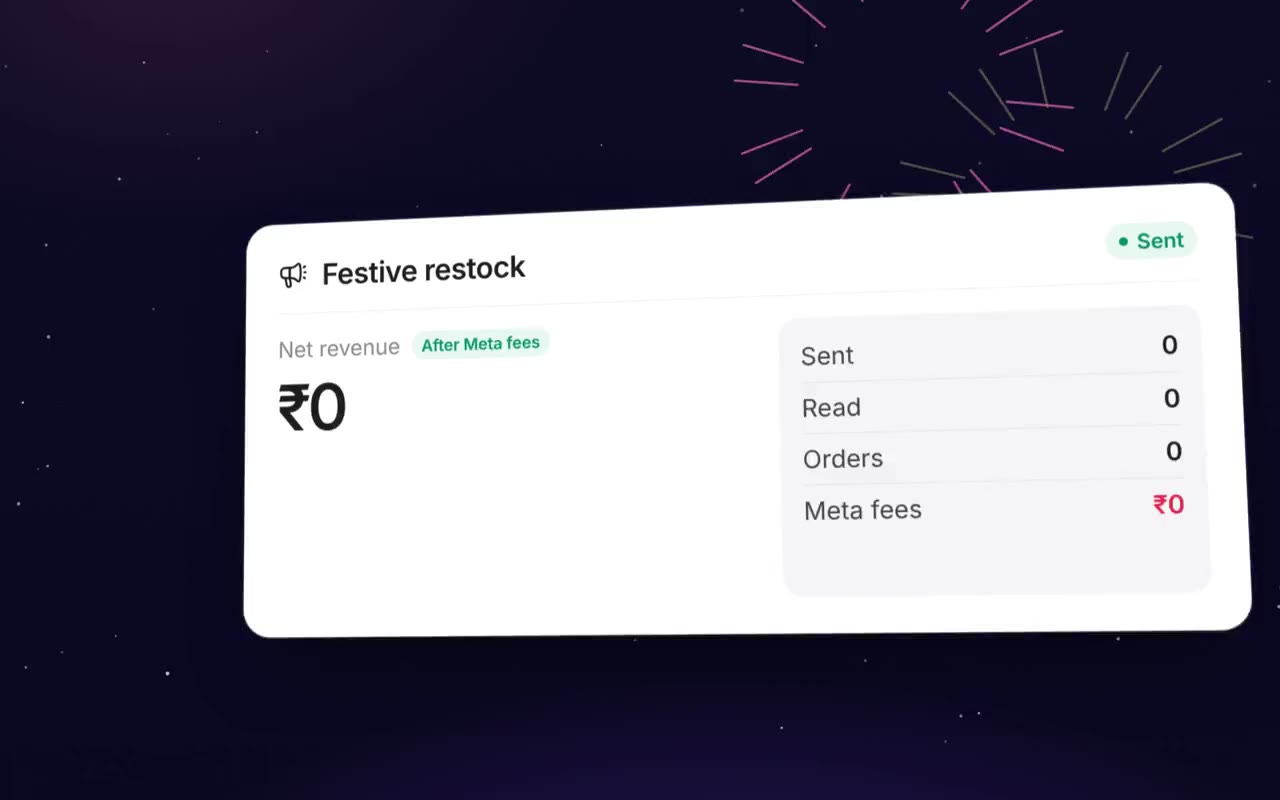 Festive restock
Sent
Net revenue After Meta fees
₹0
Sent 0
Read 0
Orders 0
Meta fees ₹0